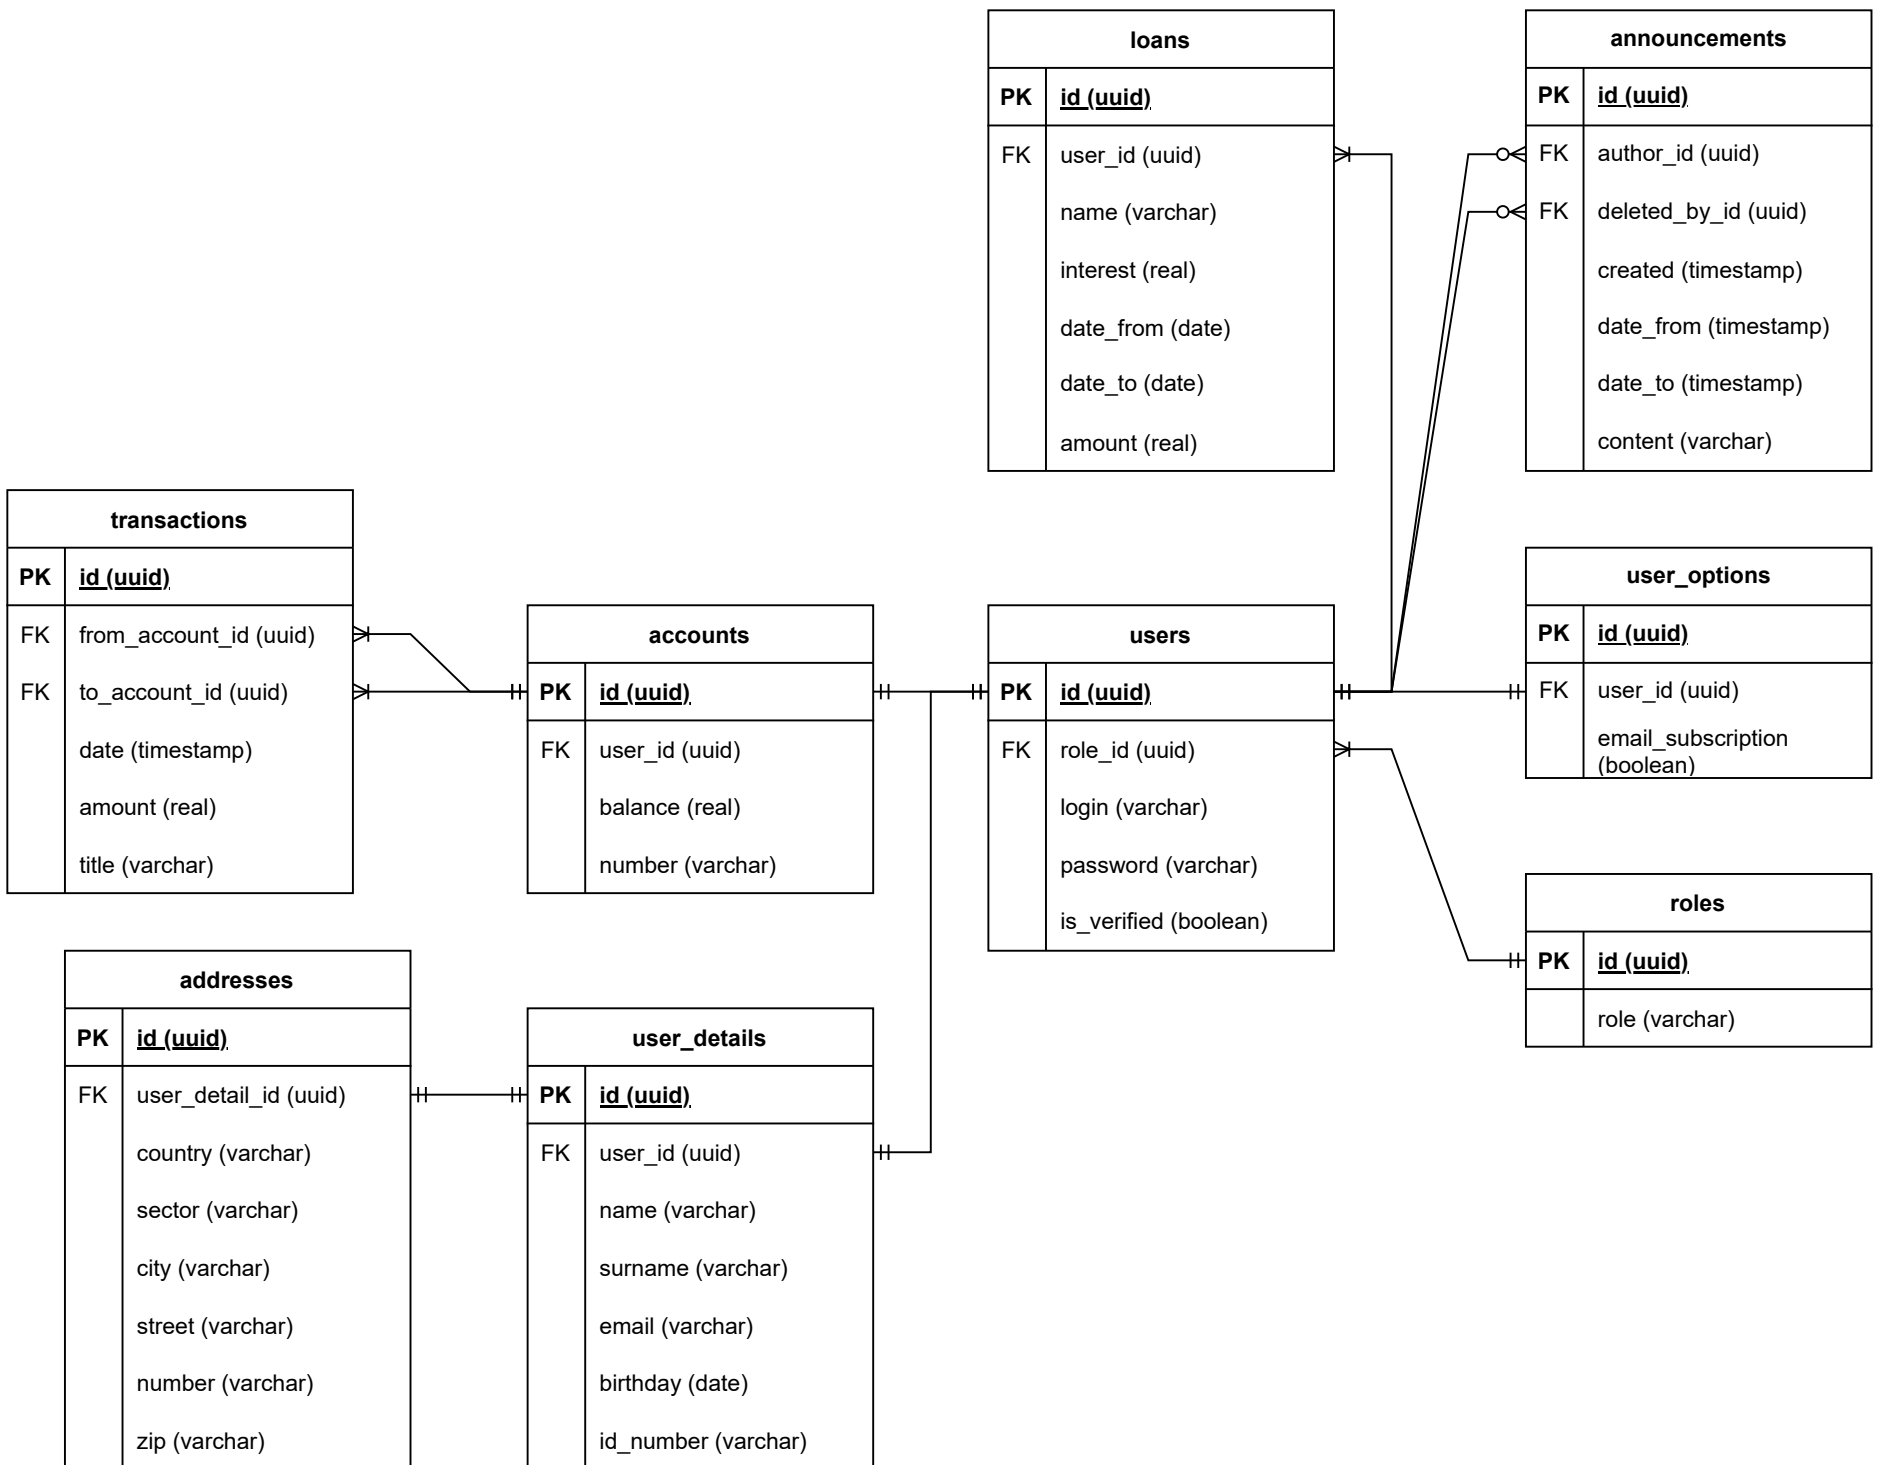 loans
PK id (uuid)
FK user_id (uuid)
name (varchar)
interest (real)
date_from (date)
date_to (date)
amount (real)
announcements
PK id (uuid)
FK author_id (uuid)
FK deleted_by_id (uuid)
created (timestamp)
date_from (timestamp)
date_to (timestamp)
content (varchar)
transactions
PK id (uuid)
FK from_account_id (uuid)
FK to_account_id (uuid)
date (timestamp)
amount (real)
title (varchar)
accounts
PK id (uuid)
FK user_id (uuid)
balance (real)
number (varchar)
users
PK id (uuid)
FK role_id (uuid)
login (varchar)
password (varchar)
is_verified (boolean)
user_options
PK id (uuid)
FK user_id (uuid)
email_subscription
(boolean)
roles
PK id (uuid)
role (varchar)
addresses
PK id (uuid)
FK user_detail_id (uuid)
country (varchar)
sector (varchar)
city (varchar)
street (varchar)
number (varchar)
zip (varchar)
user_details
PK id (uuid)
FK user_id (uuid)
name (varchar)
surname (varchar)
email (varchar)
birthday (date)
id_number (varchar)